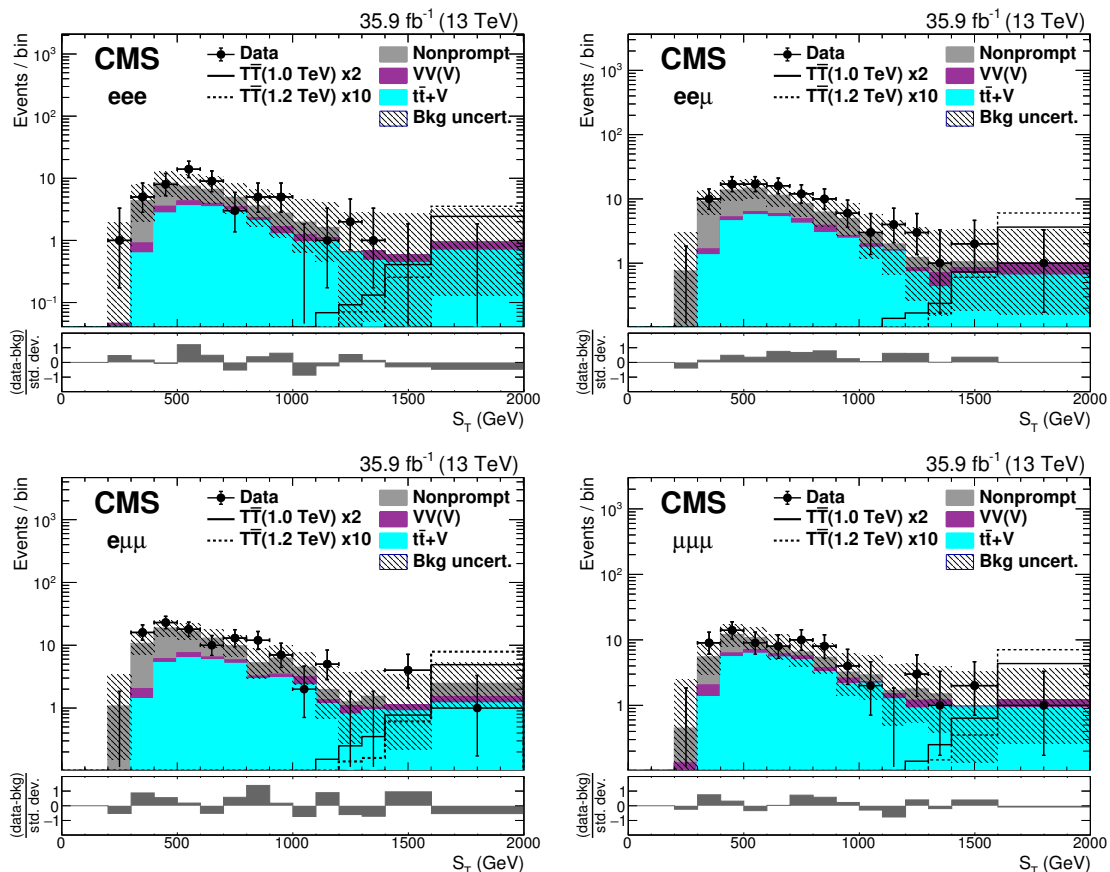 35.9 fb⁻¹ (13 TeV)
Events / bin
CMS
eee
Data
TT̅(1.0 TeV) x2
TT̅(1.2 TeV) x10
Nonprompt
VV(V)
tt̅+V
Bkg uncert.
10³
10²
10
1
10⁻¹
(data-bkg)
std. dev.
1
0
−1
0 500 1000 1500 2000
S_T (GeV)
35.9 fb⁻¹ (13 TeV)
Events / bin
CMS
eeμ
Data
TT̅(1.0 TeV) x2
TT̅(1.2 TeV) x10
Nonprompt
VV(V)
tt̅+V
Bkg uncert.
10³
10²
10
1
(data-bkg)
std. dev.
1
0
−1
0 500 1000 1500 2000
S_T (GeV)
35.9 fb⁻¹ (13 TeV)
Events / bin
CMS
eμμ
Data
TT̅(1.0 TeV) x2
TT̅(1.2 TeV) x10
Nonprompt
VV(V)
tt̅+V
Bkg uncert.
10³
10²
10
1
(data-bkg)
std. dev.
1
0
−1
0 500 1000 1500 2000
S_T (GeV)
35.9 fb⁻¹ (13 TeV)
Events / bin
CMS
μμμ
Data
TT̅(1.0 TeV) x2
TT̅(1.2 TeV) x10
Nonprompt
VV(V)
tt̅+V
Bkg uncert.
10³
10²
10
1
(data-bkg)
std. dev.
1
0
−1
0 500 1000 1500 2000
S_T (GeV)